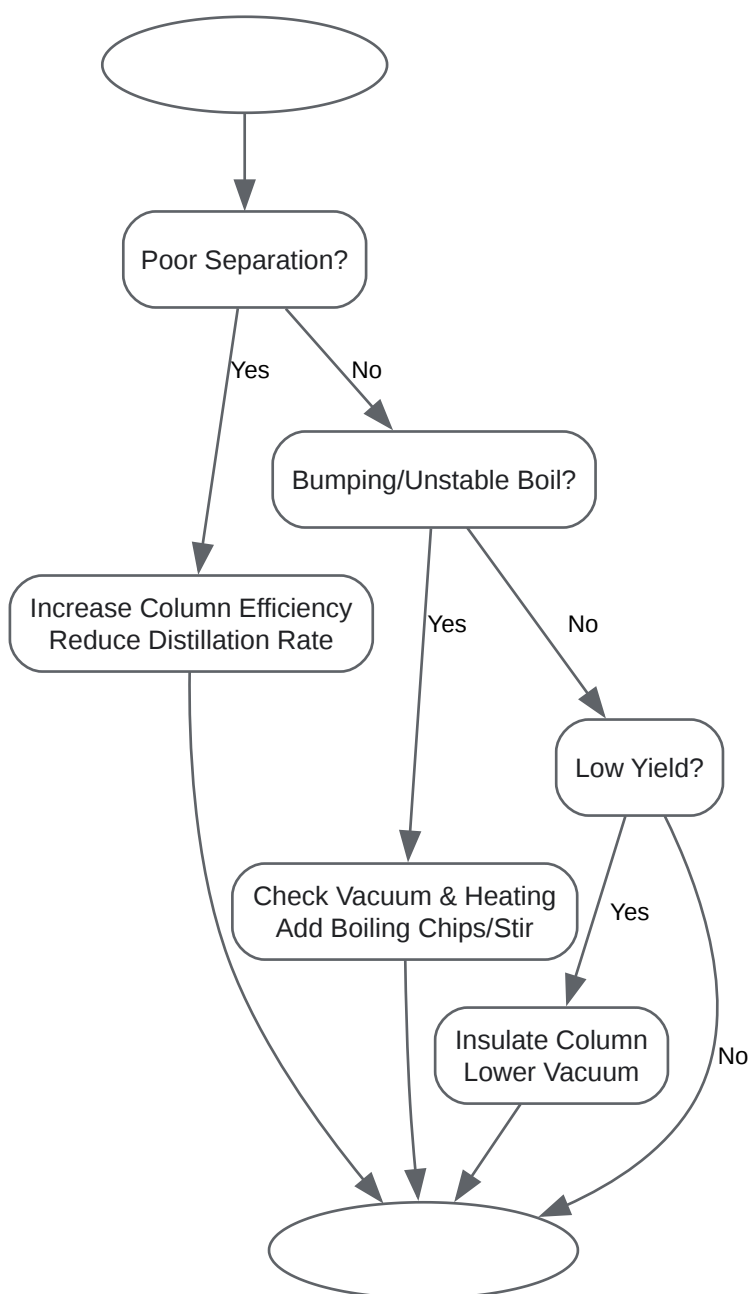 Poor Separation?
Yes
No
Bumping/Unstable Boil?
Increase Column Efficiency
Reduce Distillation Rate
Yes
No
Low Yield?
Check Vacuum & Heating
Add Boiling Chips/Stir
Yes
Insulate Column
Lower Vacuum
No